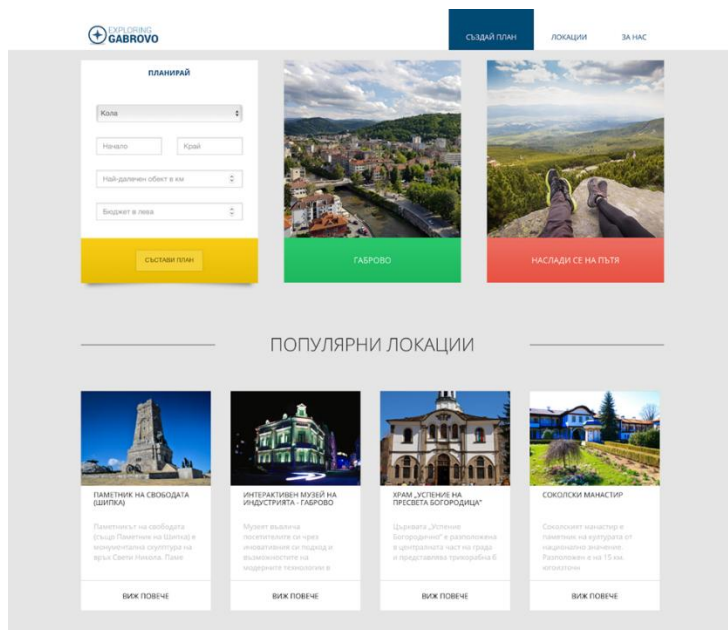 EXPLORING
GABROVO
СЪЗДАЙ ПЛАН
ЛОКАЦИИ
ЗА НАС
ПЛАНИРАЙ
Кола
Начало
Край
Най-далечен обект в км
Бюджет в лева
СЪСТАВИ ПЛАН
ГАБРОВО
НАСЛАДИ СЕ НА ПЪТЯ
ПОПУЛЯРНИ ЛОКАЦИИ
ПАМЕТНИК НА СВОБОДАТА
(ШИПКА)
Паметникът на свободата
(също Паметник на Шипка) е
монументална скулптура на
връх Свети Никола. Паме
ВИЖ ПОВЕЧЕ
ИНТЕРАКТИВЕН МУЗЕЙ НА
ИНДУСТРИЯТА - ГАБРОВО
Музеят въвлича
посетителите си чрез
иновативния си подход и
възможностите на
модерните технологии в
ВИЖ ПОВЕЧЕ
ХРАМ „УСПЕНИЕ НА
ПРЕСВЕТА БОГОРОДИЦА"
Църквата „Успение
Богородично" е разположена
в централната част на града
и представлява трикорабна б
ВИЖ ПОВЕЧЕ
СОКОЛСКИ МАНАСТИР
Соколският манастир е
паметник на културата от
национално значение.
Разположен е на 15 км
югоизточн
ВИЖ ПОВЕЧЕ